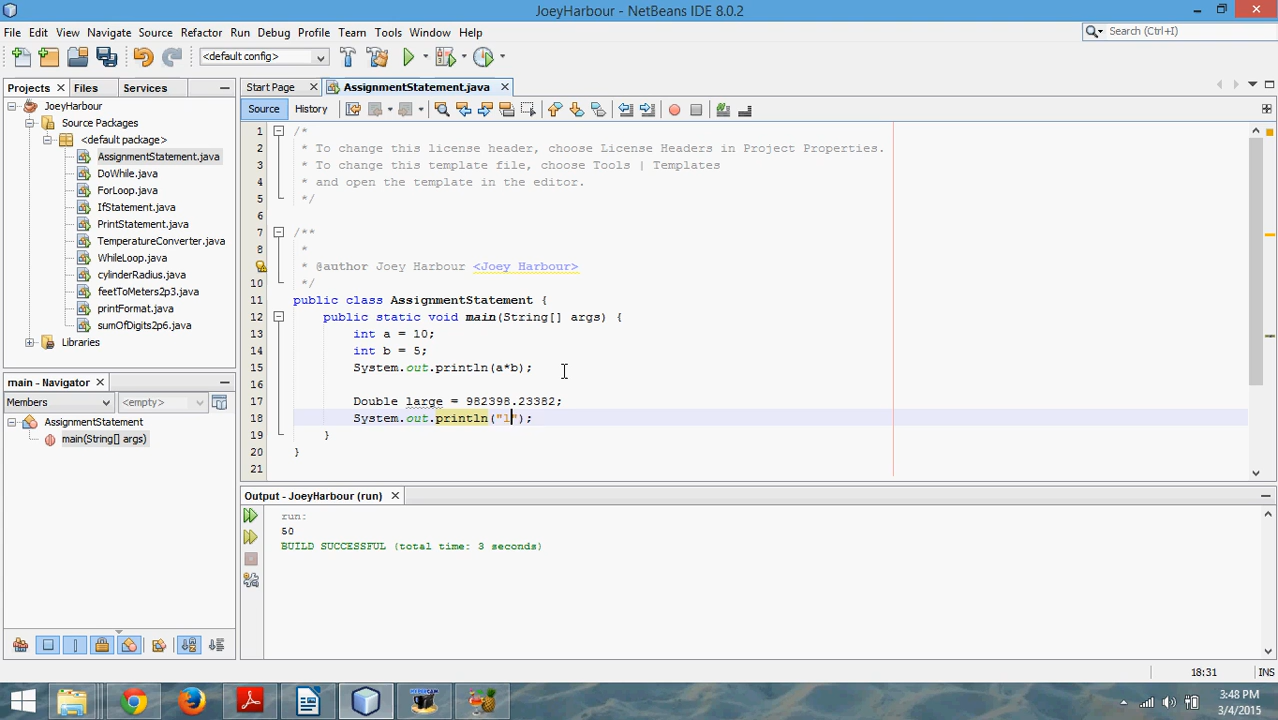 JoeyHarbour - NetBeans IDE 8.0.2
File Edit View Navigate Source Refactor Run Debug Profile Team Tools Window Help
Search (Ctrl+I)
<default config>
Projects Files Services
Start Page AssignmentStatement.java
Source History
JoeyHarbour
Source Packages
<default package>
AssignmentStatement.java
DoWhile.java
ForLoop.java
IfStatement.java
PrintStatement.java
TemperatureConverter.java
WhileLoop.java
cylinderRadius.java
feetToMeters2p3.java
printFormat.java
sumOfDigits2p6.java
Libraries
main - Navigator
Members <empty>
AssignmentStatement
main(String[] args)
1 /*
2 * To change this license header, choose License Headers in Project Properties.
3 * To change this template file, choose Tools | Templates
4 * and open the template in the editor.
5 */
6
7 /**
8 *
* @author Joey Harbour <Joey Harbour>
10 */
11 public class AssignmentStatement {
12 public static void main(String[] args) {
13 int a = 10;
14 int b = 5;
15 System.out.println(a*b);
16
17 Double large = 982398.23382;
18 System.out.println("l");
19 }
20 }
21
Output - JoeyHarbour (run)
run:
50
BUILD SUCCESSFUL (total time: 3 seconds)
18:31 INS
3:48 PM
3/4/2015